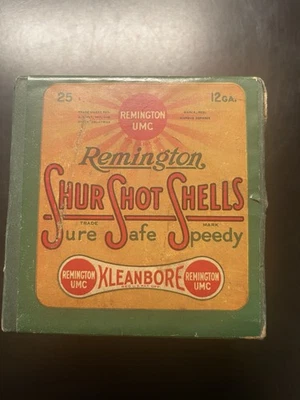 25
12 GA.
REMINGTON
UMC
Remington
SHUR SHOT SHELLS
TRADE MARK
Sure Safe Speedy
REMINGTON
UMC
KLEANBORE
REMINGTON
UMC